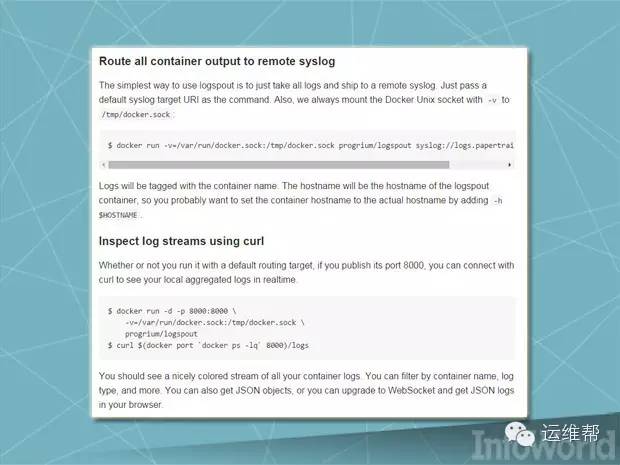 Route all container output to remote syslog
The simplest way to use logspout is to just take all logs and ship to a remote syslog. Just pass a
default syslog target URI as the command. Also, we always mount the Docker Unix socket with -v to
/tmp/docker.sock :
$ docker run -v=/var/run/docker.sock:/tmp/docker.sock progrium/logspout syslog://logs.papertrai
Logs will be tagged with the container name. The hostname will be the hostname of the logspout
container, so you probably want to set the container hostname to the actual hostname by adding -h
$HOSTNAME .
Inspect log streams using curl
Whether or not you run it with a default routing target, if you publish its port 8000, you can connect with
curl to see your local aggregated logs in realtime.
$ docker run -d -p 8000:8000 \
-v=/var/run/docker.sock:/tmp/docker.sock \
progrium/logspout
$ curl $(docker port `docker ps -lq` 8000)/logs
You should see a nicely colored stream of all your container logs. You can filter by container name, log
type, and more. You can also get JSON objects, or you can upgrade to WebSocket and get JSON logs
in your browser.
运维帮
InfoWorld